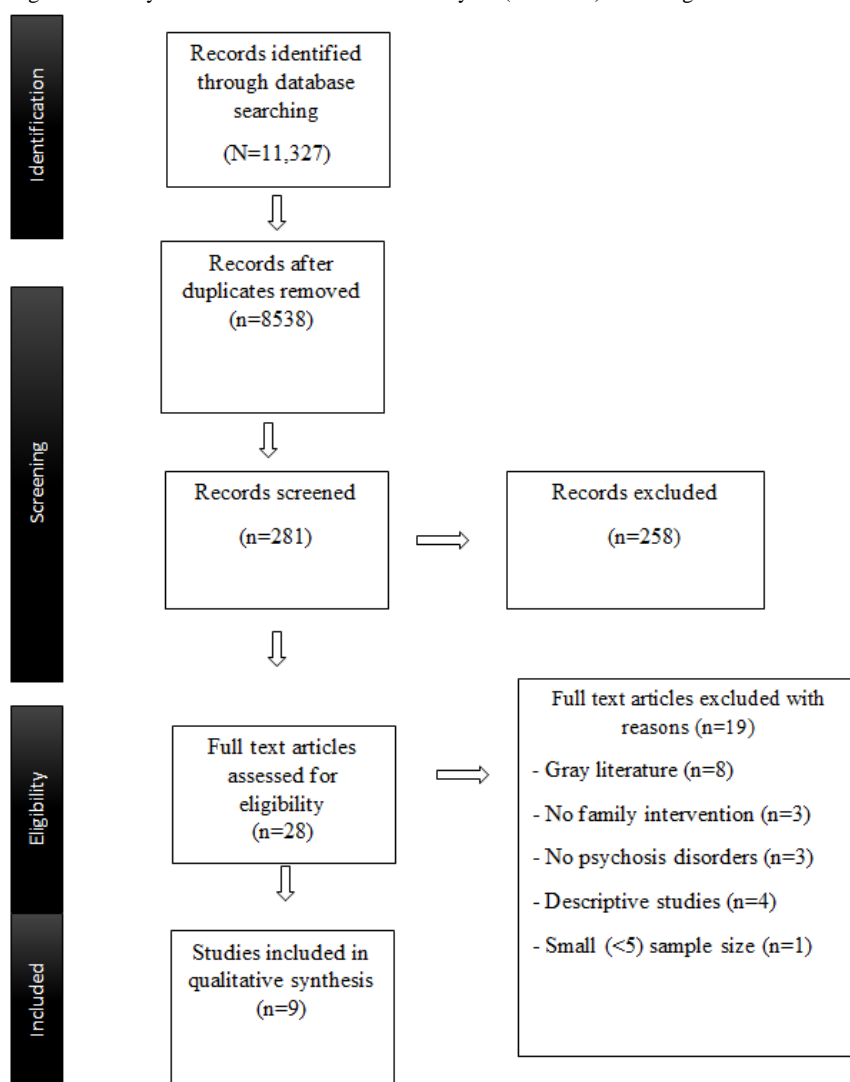 Identification
Records identified
through database
searching
(N=11,327)
Screening
Records after
duplicates removed
(n=8538)
Records screened
(n=281)
Records excluded
(n=258)
Eligibility
Full text articles
assessed for
eligibility
(n=28)
Full text articles excluded with
reasons (n=19)
- Gray literature (n=8)
- No family intervention (n=3)
- No psychosis disorders (n=3)
- Descriptive studies (n=4)
- Small (<5) sample size (n=1)
Included
Studies included in
qualitative synthesis
(n=9)